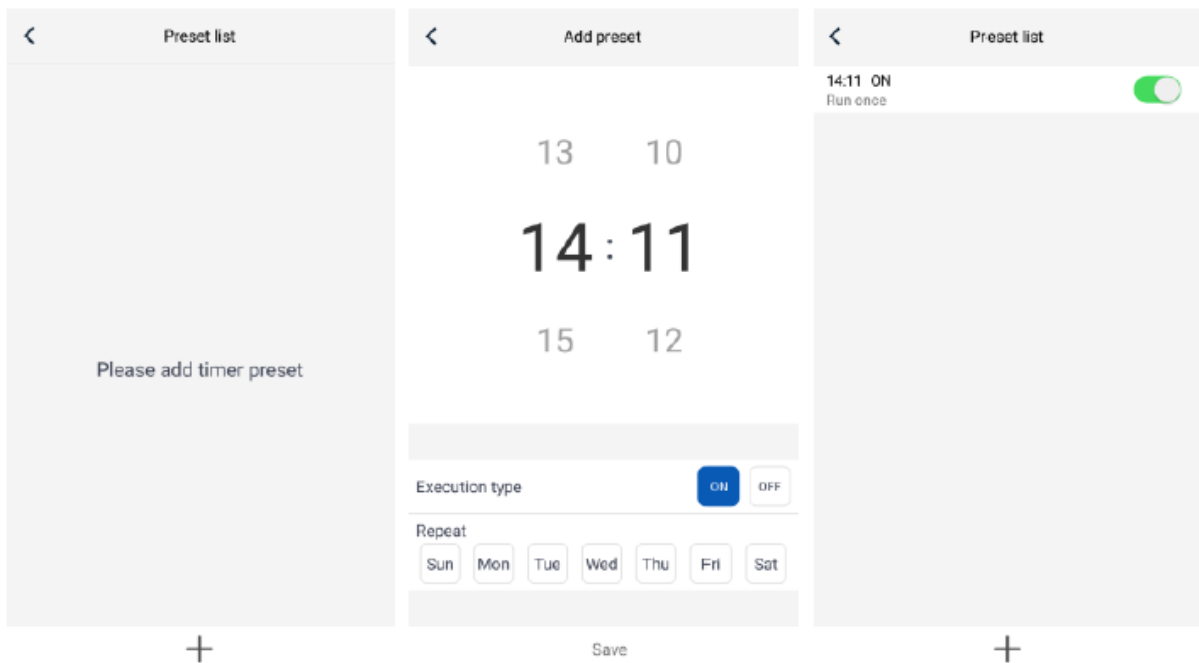 Preset list
Please add timer preset
Add preset
13 10
14 : 11
15 12
Execution type ON OFF
Repeat
Sun Mon Tue Wed Thu Fri Sat
Save
Preset list
14:11 ON
Run once